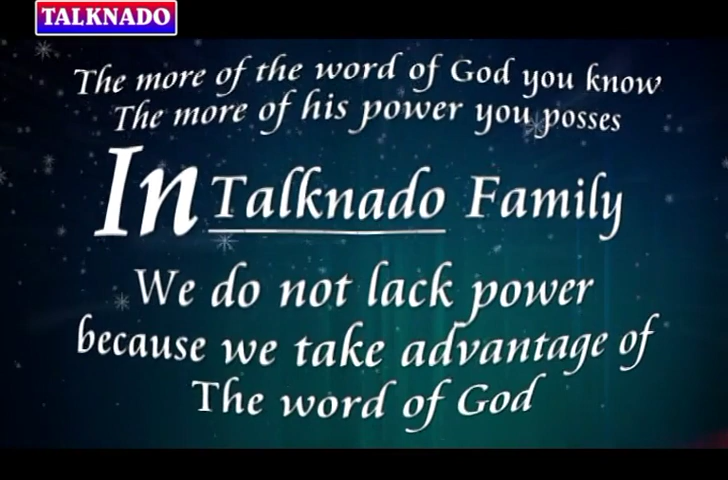 TALKNADO
The more of the word of God you know
The more of his power you posses
In Talknado Family
We do not lack power
because we take advantage of
The word of God